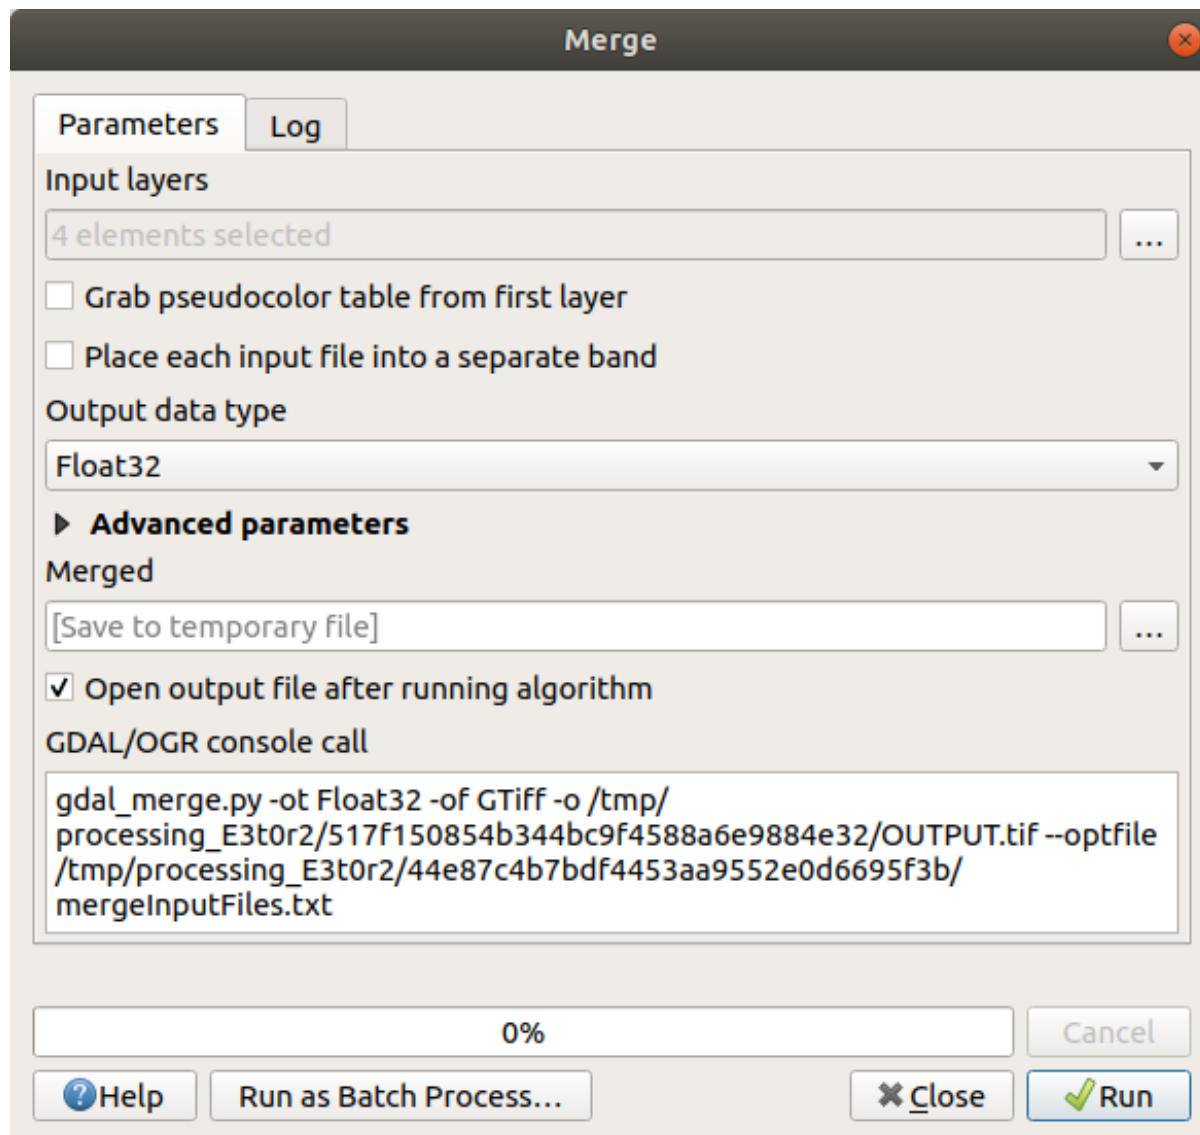 Merge
Parameters
Log
Input layers
4 elements selected
...
Grab pseudocolor table from first layer
Place each input file into a separate band
Output data type
Float32
Advanced parameters
Merged
[Save to temporary file]
...
Open output file after running algorithm
GDAL/OGR console call
gdal_merge.py -ot Float32 -of GTiff -o /tmp/
processing_E3t0r2/517f150854b344bc9f4588a6e9884e32/OUTPUT.tif --optfile
/tmp/processing_E3t0r2/44e87c4b7bdf4453aa9552e0d6695f3b/
mergeInputFiles.txt
0%
Cancel
Help
Run as Batch Process...
Close
Run